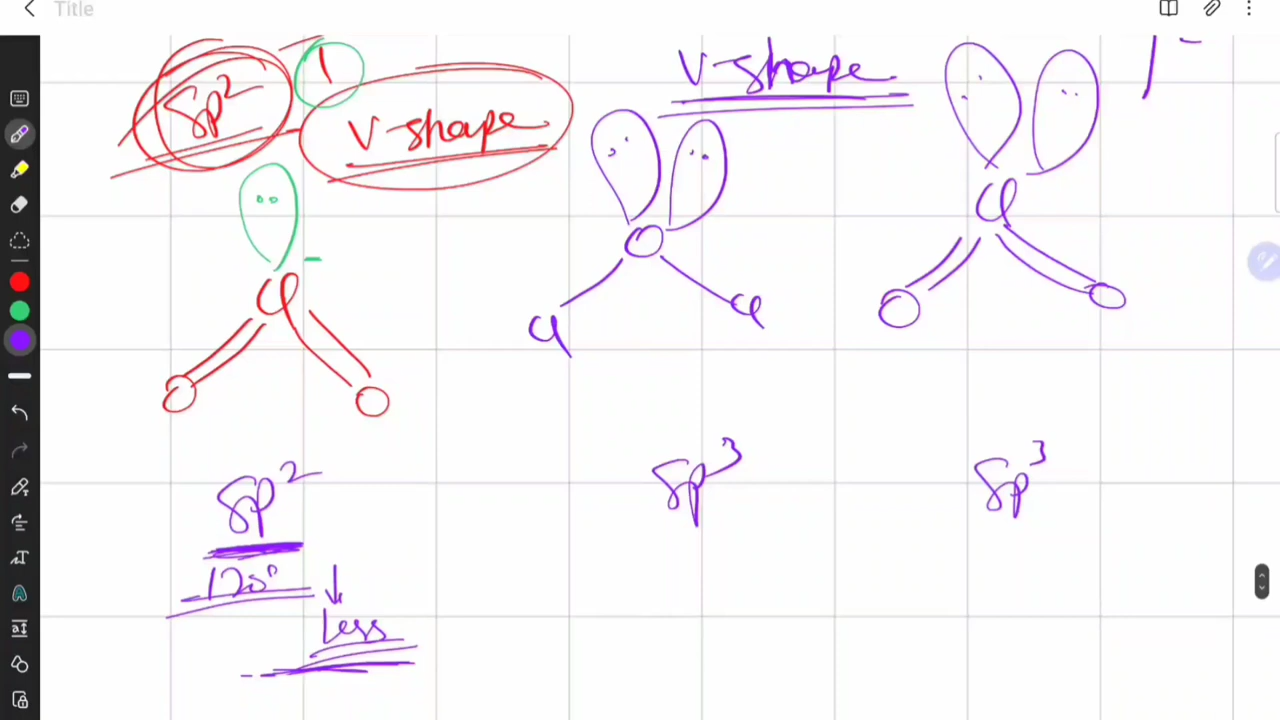 Title
sp² 1
V-shape
V-shape
Cl
O O
O
Cl Cl
Cl
O O
sp²
120°
Less
sp³
sp³